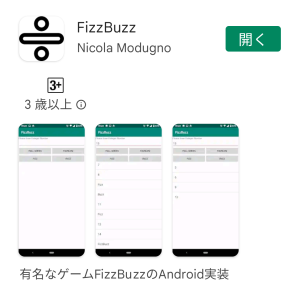 FizzBuzz
Nicola Modugno
開く
3+
3 歳以上
FizzBuzz
FizzBuzz
FizzBuzz
有名なゲームFizzBuzzのAndroid実装